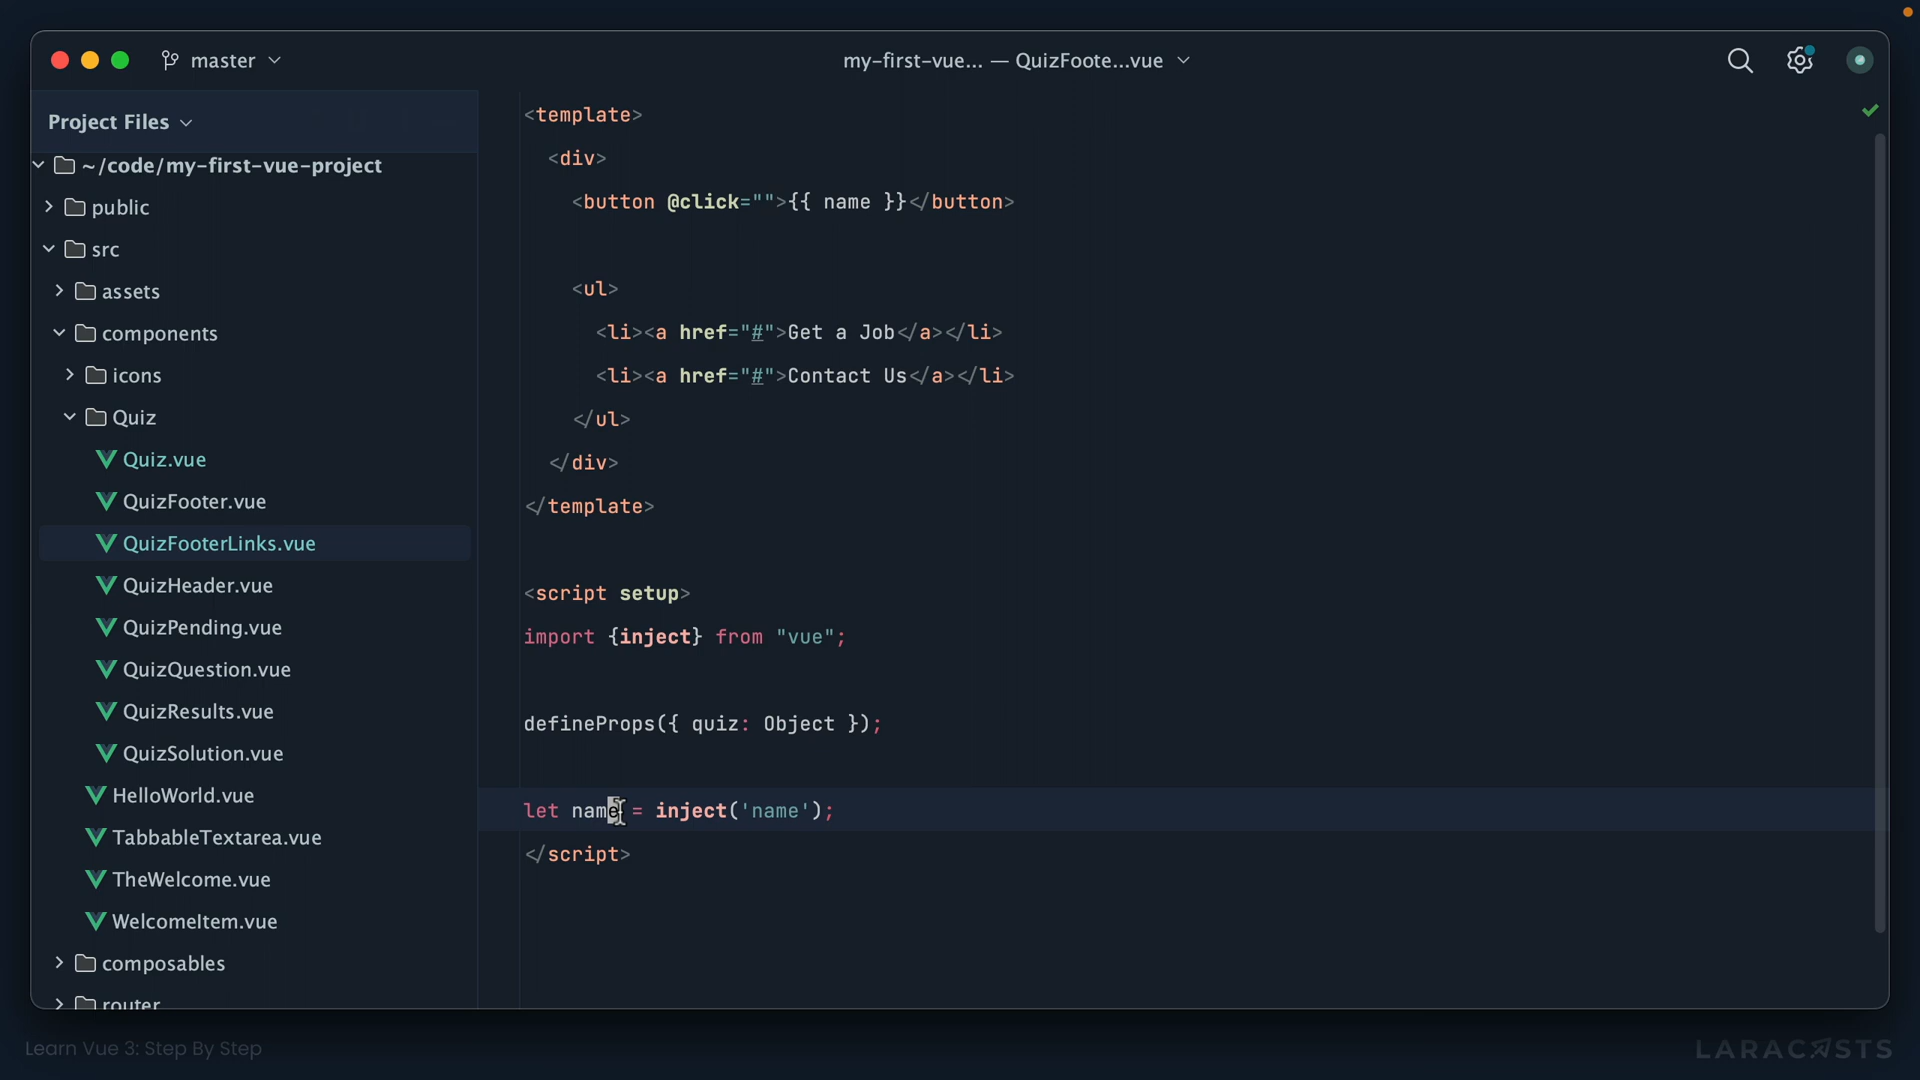 master
my-first-vue... — QuizFoote...vue
Project Files
~/code/my-first-vue-project
public
src
assets
components
icons
Quiz
Quiz.vue
QuizFooter.vue
QuizFooterLinks.vue
QuizHeader.vue
QuizPending.vue
QuizQuestion.vue
QuizResults.vue
QuizSolution.vue
HelloWorld.vue
TabbableTextarea.vue
TheWelcome.vue
WelcomeItem.vue
composables
router
<template>
<div>
<button @click="">{{ name }}</button>
<ul>
<li><a href="#">Get a Job</a></li>
<li><a href="#">Contact Us</a></li>
</ul>
</div>
</template>
<script setup>
import {inject} from "vue";
defineProps({ quiz: Object });
let name = inject('name');
</script>
Learn Vue 3: Step By Step
LARACASTS